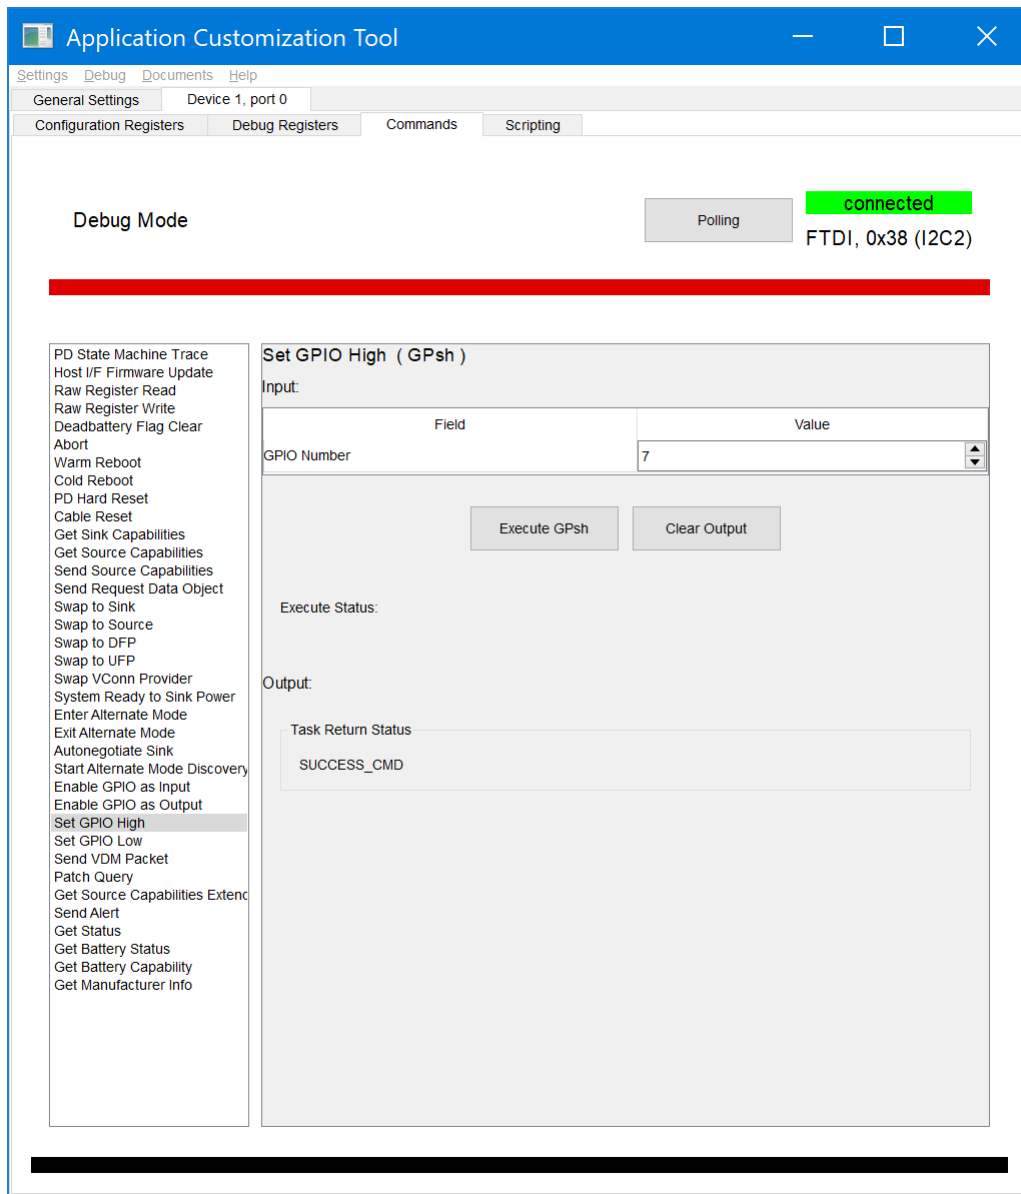 Application Customization Tool
Settings Debug Documents Help
General Settings Device 1, port 0
Configuration Registers Debug Registers Commands Scripting
Debug Mode
Polling
connected
FTDI, 0x38 (I2C2)
PD State Machine Trace
Host I/F Firmware Update
Raw Register Read
Raw Register Write
Deadbattery Flag Clear
Abort
Warm Reboot
Cold Reboot
PD Hard Reset
Cable Reset
Get Sink Capabilities
Get Source Capabilities
Send Source Capabilities
Send Request Data Object
Swap to Sink
Swap to Source
Swap to DFP
Swap to UFP
Swap VConn Provider
System Ready to Sink Power
Enter Alternate Mode
Exit Alternate Mode
Autonegotiate Sink
Start Alternate Mode Discovery
Enable GPIO as Input
Enable GPIO as Output
Set GPIO High
Set GPIO Low
Send VDM Packet
Patch Query
Get Source Capabilities Extenc
Send Alert
Get Status
Get Battery Status
Get Battery Capability
Get Manufacturer Info
Set GPIO High ( GPsh )
Input:
Field Value
GPIO Number 7
Execute GPsh Clear Output
Execute Status:
Output:
Task Return Status
SUCCESS_CMD